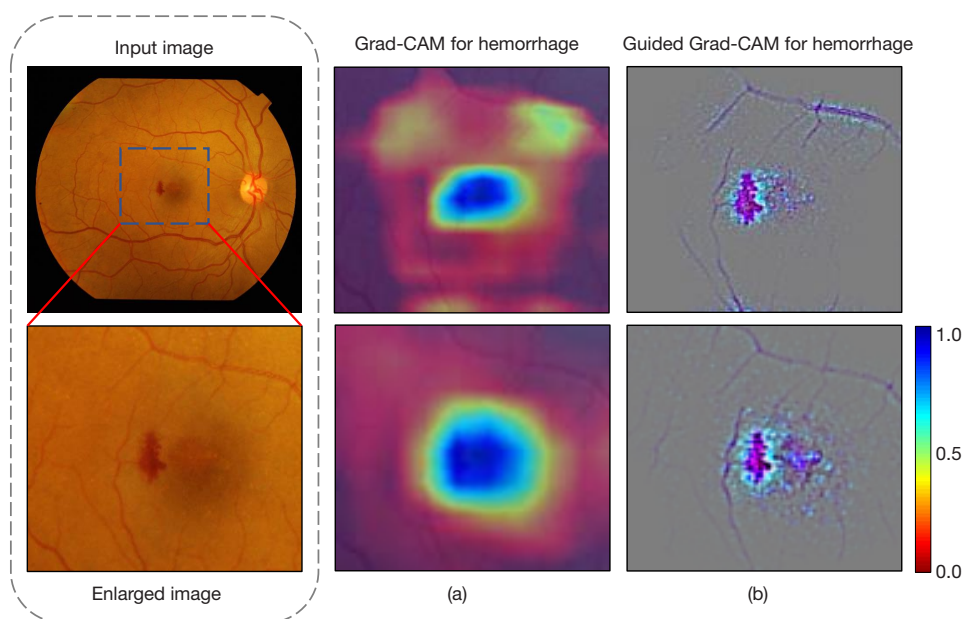 Input image
Grad-CAM for hemorrhage
Guided Grad-CAM for hemorrhage
1.0
0.5
0.0
Enlarged image
(a)
(b)